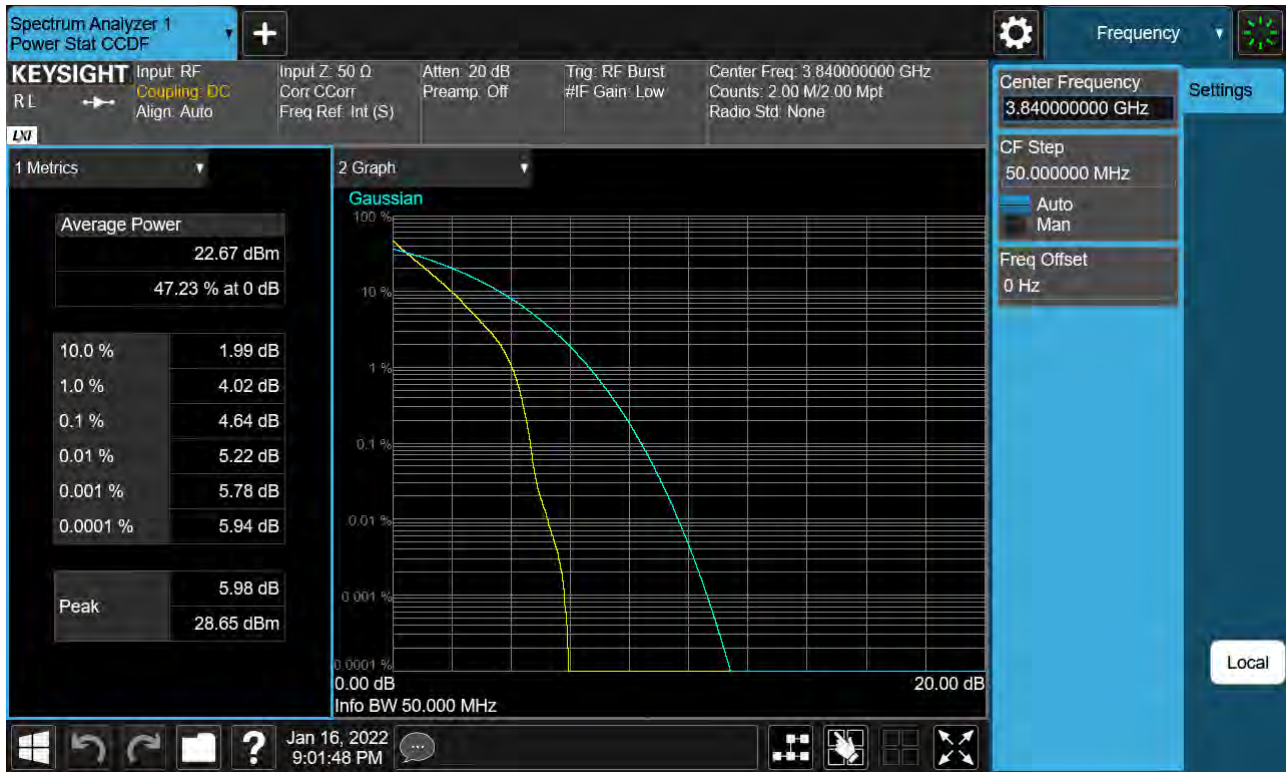 Spectrum Analyzer 1
Power Stat CCDF
+
Frequency
KEYSIGHT
RL
LXI
Input: RF
Coupling: DC
Align: Auto
Input Z: 50 Ω
Corr CCorr
Freq Ref: Int (S)
Atten: 20 dB
Preamp: Off
Trig: RF Burst
#IF Gain: Low
Center Freq: 3.840000000 GHz
Counts: 2.00 M/2.00 Mpt
Radio Std: None
Center Frequency
3.840000000 GHz
Settings
CF Step
50.000000 MHz
Auto
Man
Freq Offset
0 Hz
1 Metrics
Average Power
22.67 dBm
47.23 % at 0 dB
10.0 % 1.99 dB
1.0 % 4.02 dB
0.1 % 4.64 dB
0.01 % 5.22 dB
0.001 % 5.78 dB
0.0001 % 5.94 dB
Peak
5.98 dB
28.65 dBm
2 Graph
Gaussian
100 %
10 %
1 %
0.1 %
0.01 %
0.001 %
0.0001 %
0.00 dB 20.00 dB
Info BW 50.000 MHz
Local
?
Jan 16, 2022
9:01:48 PM